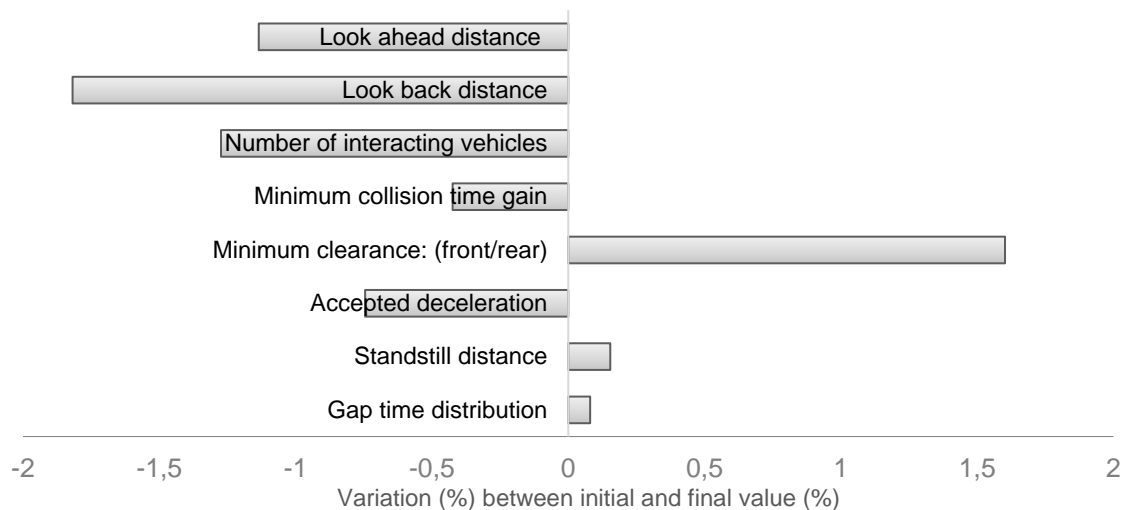 Look ahead distance
Look back distance
Number of interacting vehicles
Minimum collision time gain
Minimum clearance: (front/rear)
Accepted deceleration
Standstill distance
Gap time distribution
-2 -1,5 -1 -0,5 0 0,5 1 1,5 2
Variation (%) between initial and final value (%)